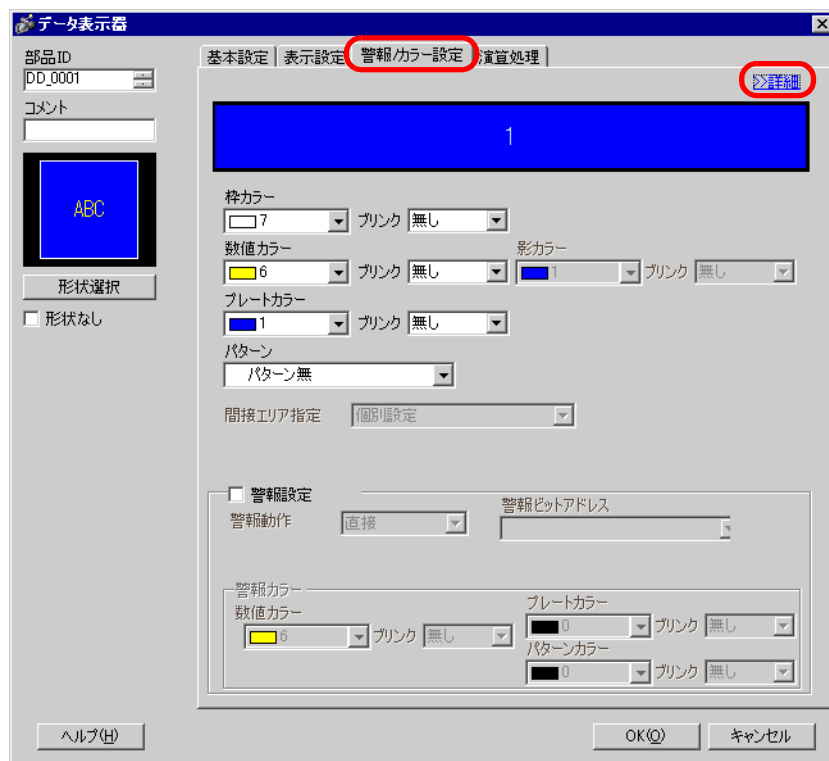 データ表示器
部品ID
DD_0001
コメント
ABC
形状選択
形状なし
基本設定 表示設定 警報/カラー設定 演算処理
>>詳細
1
枠カラー
7 ブリンク 無し
数値カラー 影カラー
6 ブリンク 無し 1 ブリンク 無し
プレートカラー
1 ブリンク 無し
パターン
パターン無
間接エリア指定 個別設定
警報設定
警報動作 直接 警報ビットアドレス
警報カラー
数値カラー プレートカラー
6 ブリンク 無し 0 ブリンク 無し
パターンカラー
0 ブリンク 無し
ヘルプ(H) OK(O) キャンセル